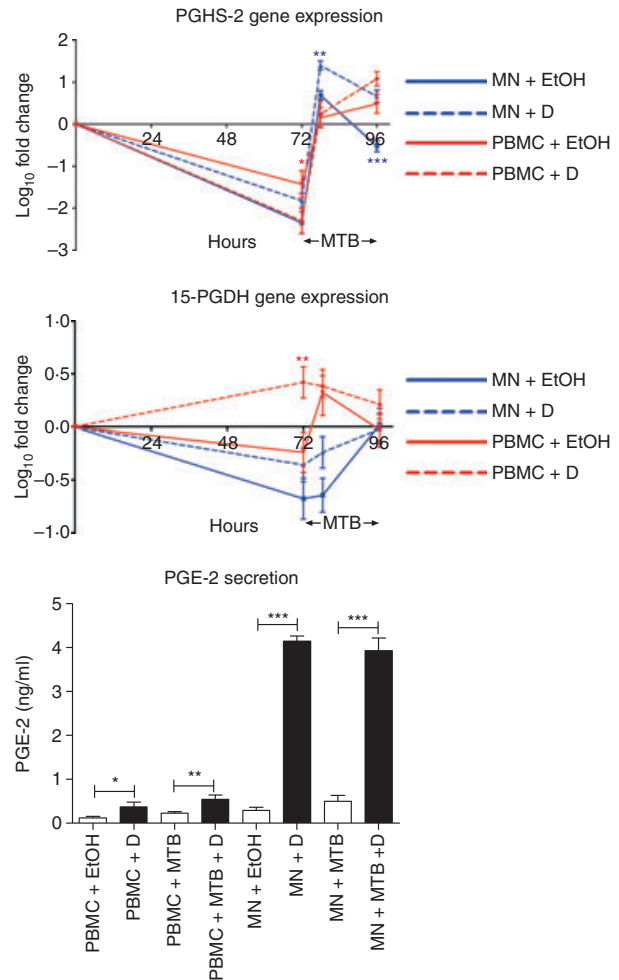 PGHS-2 gene expression
2
1
0
−1
−2
−3
Log10 fold change
24
48
72
96
**
*
***
Hours
←MTB→
MN + EtOH
MN + D
PBMC + EtOH
PBMC + D
15-PGDH gene expression
1·0
0·5
0.0
−0·5
−1·0
Log10 fold change
24
48
72
96
**
Hours
←MTB→
MN + EtOH
MN + D
PBMC + EtOH
PBMC + D
PGE-2 secretion
5
4
3
2
1
0
PGE-2 (ng/ml)
*
**
***
***
PBMC + EtOH
PBMC + D
PBMC + MTB
PBMC + MTB + D
MN + EtOH
MN + D
MN + MTB
MN + MTB +D